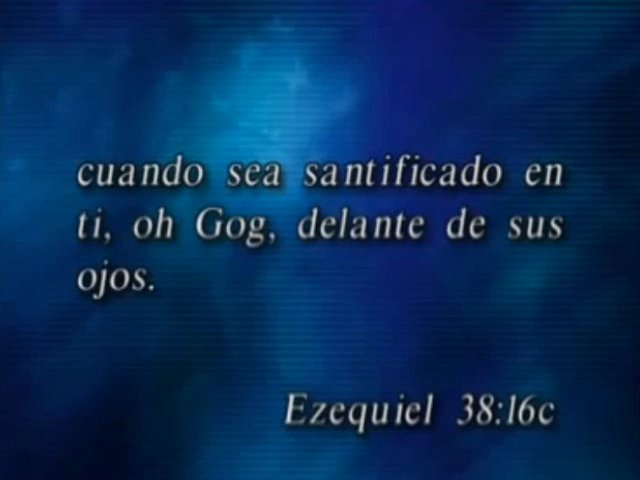 cuando sea santificado en
ti, oh Gog, delante de sus
ojos.
Ezequiel 38:16c